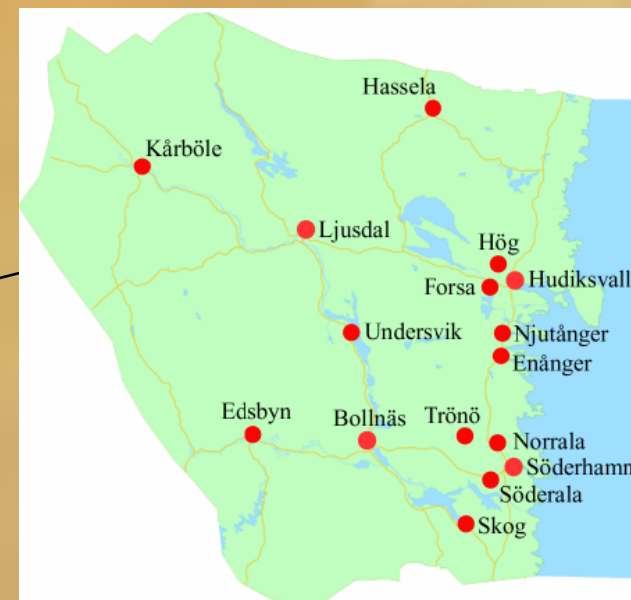 Hassela
Kårböle
Ljusdal
Hög
Hudiksvall
Forsa
Undersvik
Njutånger
Enånger
Edsbyn
Bollnäs
Trönö
Norrala
Söderhamn
Söderala
Skog